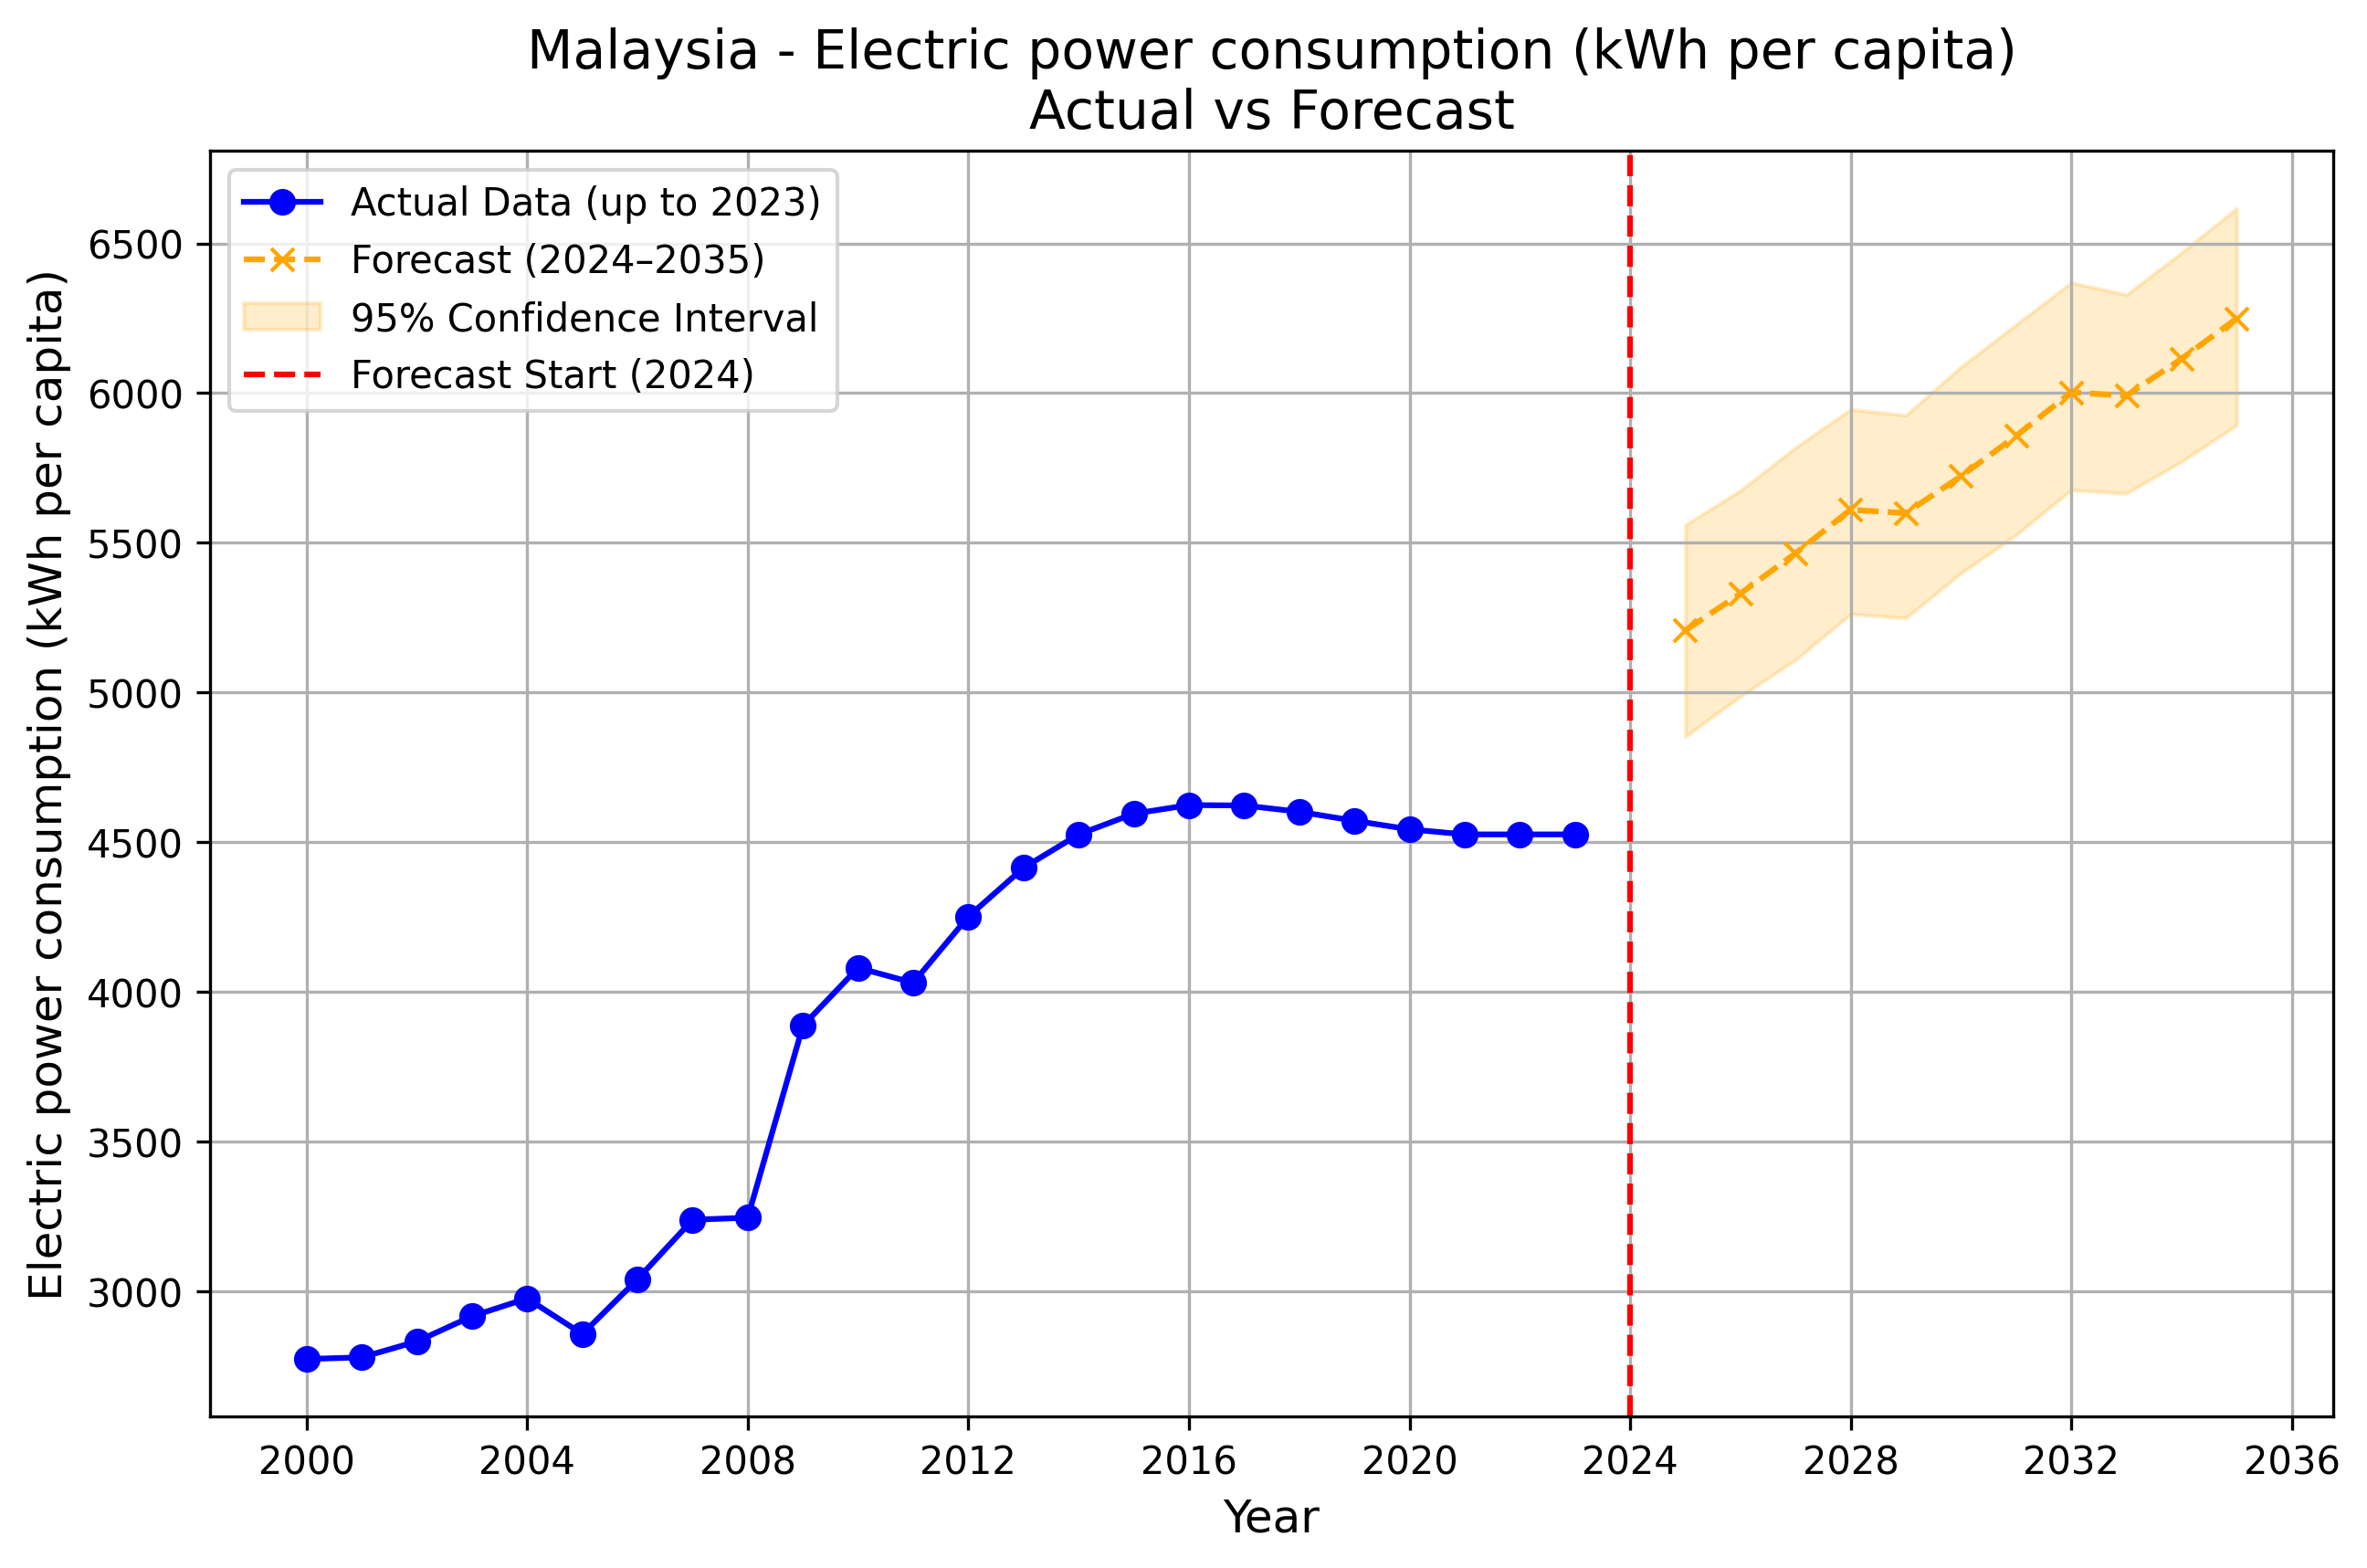 Malaysia - Electric power consumption (kWh per capita)
Actual vs Forecast
Actual Data (up to 2023)
Forecast (2024–2035)
95% Confidence Interval
Forecast Start (2024)
Electric power consumption (kWh per capita)
6500
6000
5500
5000
4500
4000
3500
3000
2000 2004 2008 2012 2016 2020 2024 2028 2032 2036
Year